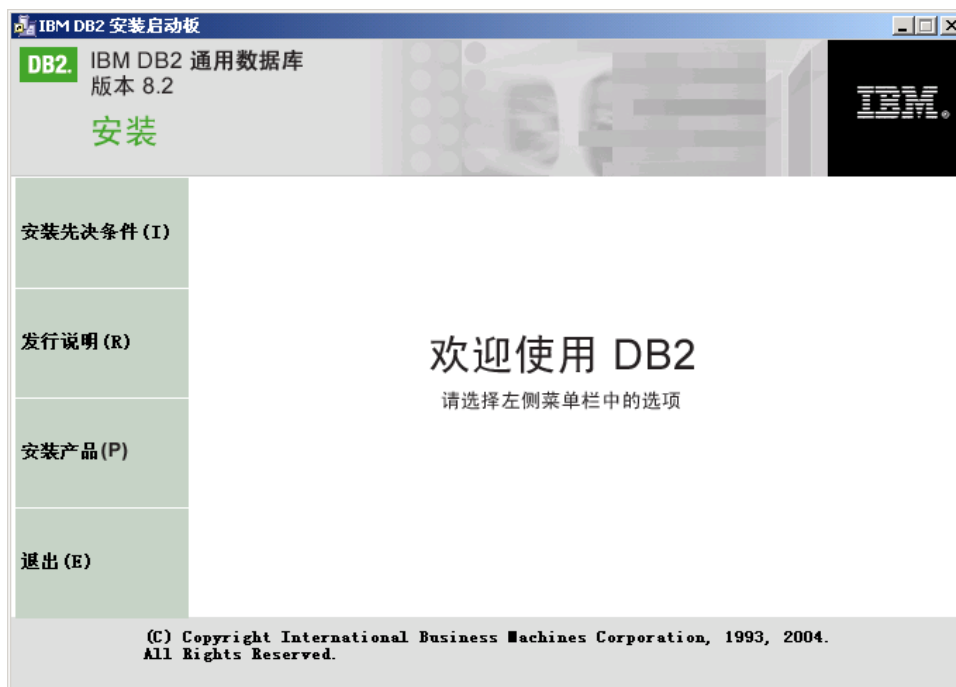 IBM DB2 安装启动板
DB2.
IBM DB2 通用数据库
版本 8.2
安装
IBM
安装先决条件(I)
发行说明(R)
安装产品(P)
退出(E)
欢迎使用 DB2
请选择左侧菜单栏中的选项
(C) Copyright International Business Machines Corporation, 1993, 2004.
All Rights Reserved.